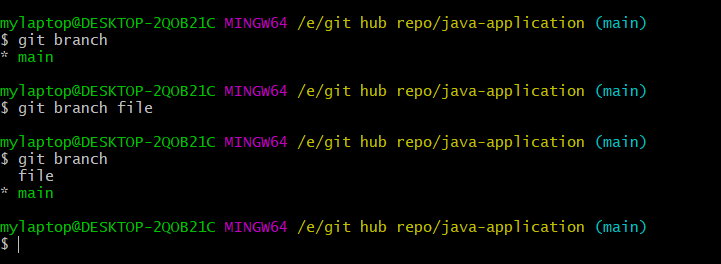 mylaptop@DESKTOP-2QOB21C MINGW64 /e/git hub repo/java-application (main)
$ git branch
* main
mylaptop@DESKTOP-2QOB21C MINGW64 /e/git hub repo/java-application (main)
$ git branch file
mylaptop@DESKTOP-2QOB21C MINGW64 /e/git hub repo/java-application (main)
$ git branch
  file
* main
mylaptop@DESKTOP-2QOB21C MINGW64 /e/git hub repo/java-application (main)
$